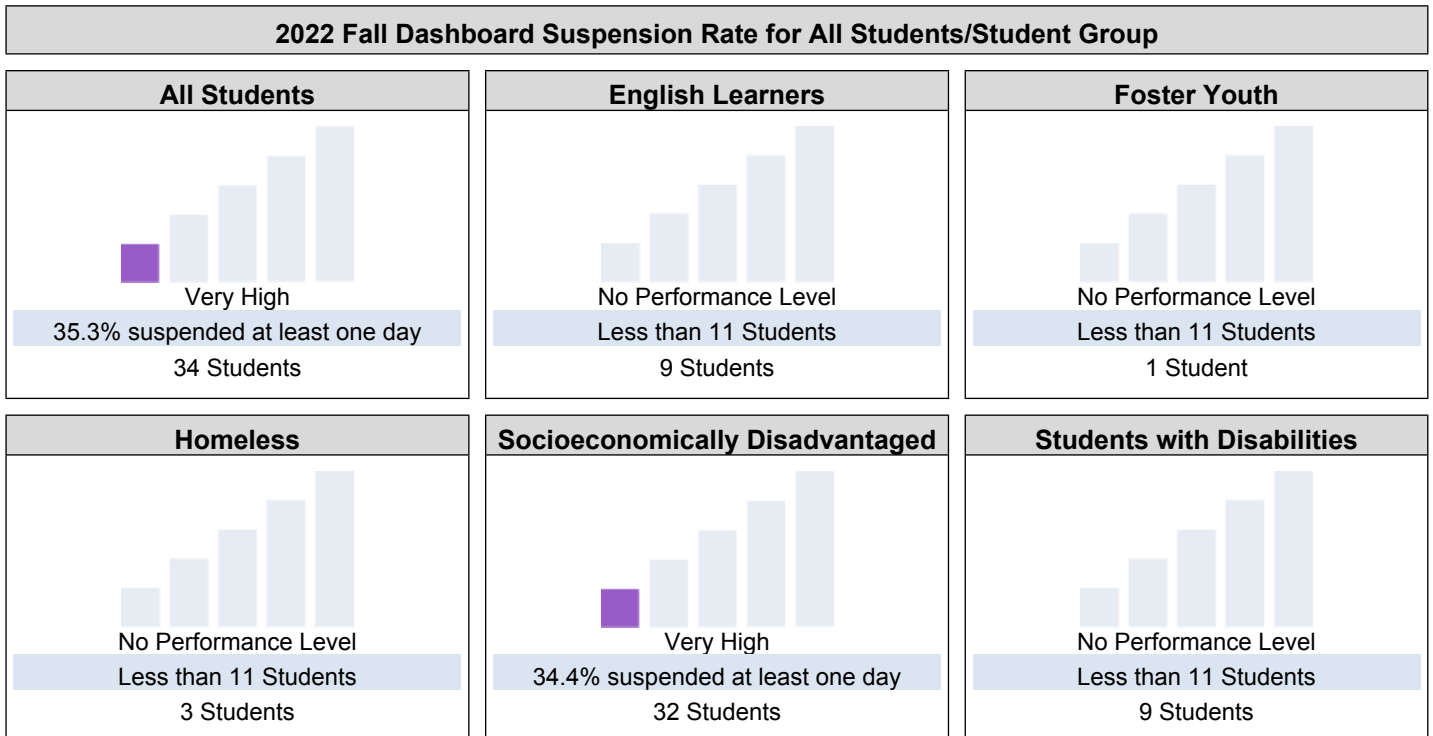 2022 Fall Dashboard Suspension Rate for All Students/Student Group
All Students
Very High
35.3% suspended at least one day
34 Students
English Learners
No Performance Level
Less than 11 Students
9 Students
Foster Youth
No Performance Level
Less than 11 Students
1 Student
Homeless
No Performance Level
Less than 11 Students
3 Students
Socioeconomically Disadvantaged
Very High
34.4% suspended at least one day
32 Students
Students with Disabilities
No Performance Level
Less than 11 Students
9 Students